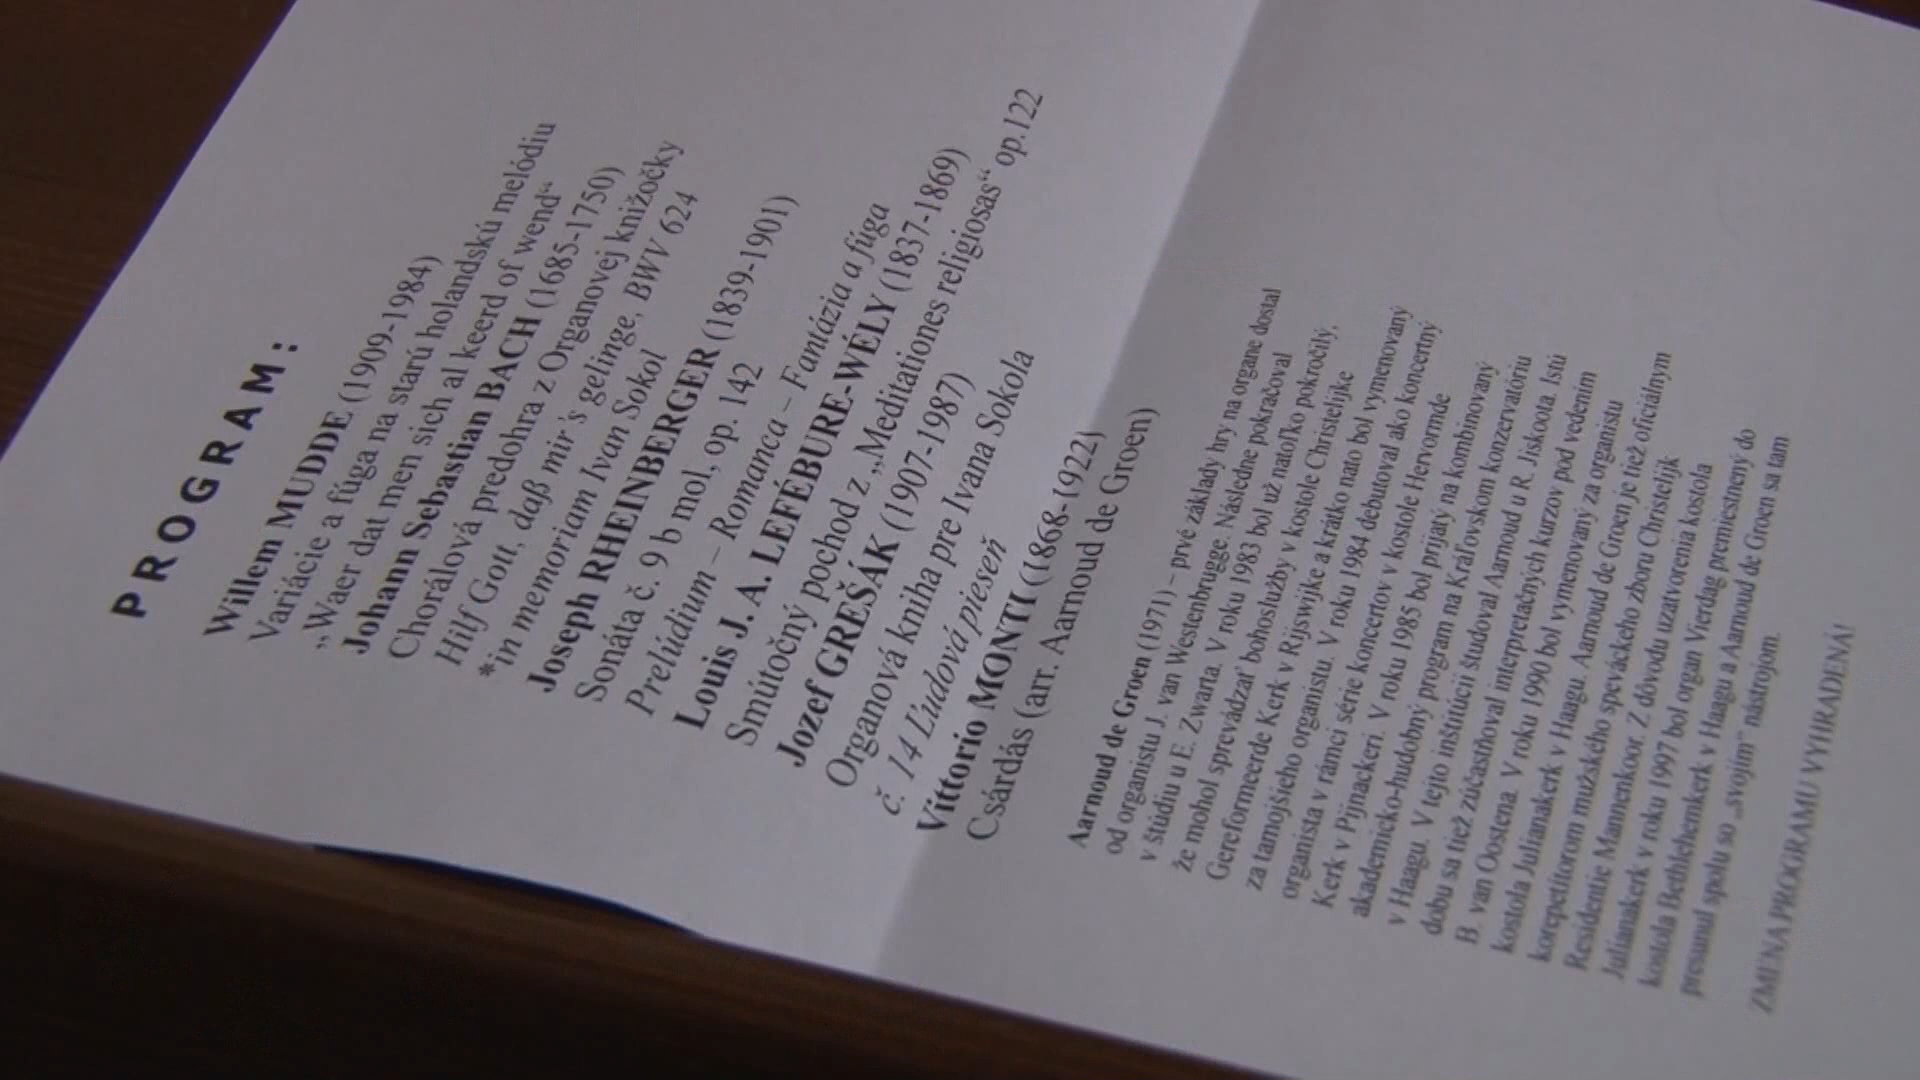 PROGRAM:
Willem MUDDE (1909-1984)
Variácie a fúga na starú holandskú melódiu
„Waer dat men sich al keerd of wend“
Johann Sebastian BACH (1685-1750)
Chorálová predohra z Organovej knižočky
Hilf Gott, daß mir´s gelinge, BWV 624
*in memoriam Ivan Sokol
Joseph RHEINBERGER (1839-1901)
Sonáta č. 9 b mol, op. 142
Prelúdium – Romanca – Fantázia a fúga
Louis J. A. LEFÉBURE-WÉLY (1837-1869)
Smútočný pochod z „Meditationes religiosas“ op.122
Jozef GREŠÁK (1907-1987)
Organová kniha pre Ivana Sokola
č. 14 Ľudová pieseň
Vittorio MONTI (1868-1922)
Csárdás (arr. Aarnoud de Groen)
Aarnoud de Groen (1971) – prvé základy hry na organe dostal
od organistu J. van Westenbrugge. Následne pokračoval
v štúdiu u E. Zwarta. V roku 1983 bol už natoľko pokročilý,
že mohol sprevádzať bohoslužby v kostole Christelijke
Gereformeerde Kerk v Rijswijke a krátko nato bol vymenovaný
za tamojšieho organistu. V roku 1984 debutoval ako koncertný
organista v rámci série koncertov v kostole Hervormde
Kerk v Pijnackeri. V roku 1985 bol prijatý na kombinovaný
akademicko-hudobný program na Kráľovskom konzervatóriu
v Haagu. V tejto inštitúcii študoval Aarnoud u R. Jiskoota. Istú
dobu sa tiež zúčastňoval interpretačných kurzov pod vedením
B. van Oostena. V roku 1990 bol vymenovaný za organistu
kostola Julianakerk v Haagu. Aarnoud de Groen je tiež oficiálnym
korepetítorom mužského speváckeho zboru Christelijk
Residentie Mannenkoor. Z dôvodu uzatvorenia kostola
Julianakerk v roku 1997 bol organ Vierdag premiestnený do
kostola Bethlehemkerk v Haagu a Aarnoud de Groen sa tam
presunul spolu so „svojím“ nástrojom.
ZMENA PROGRAMU VYHRADENÁ!